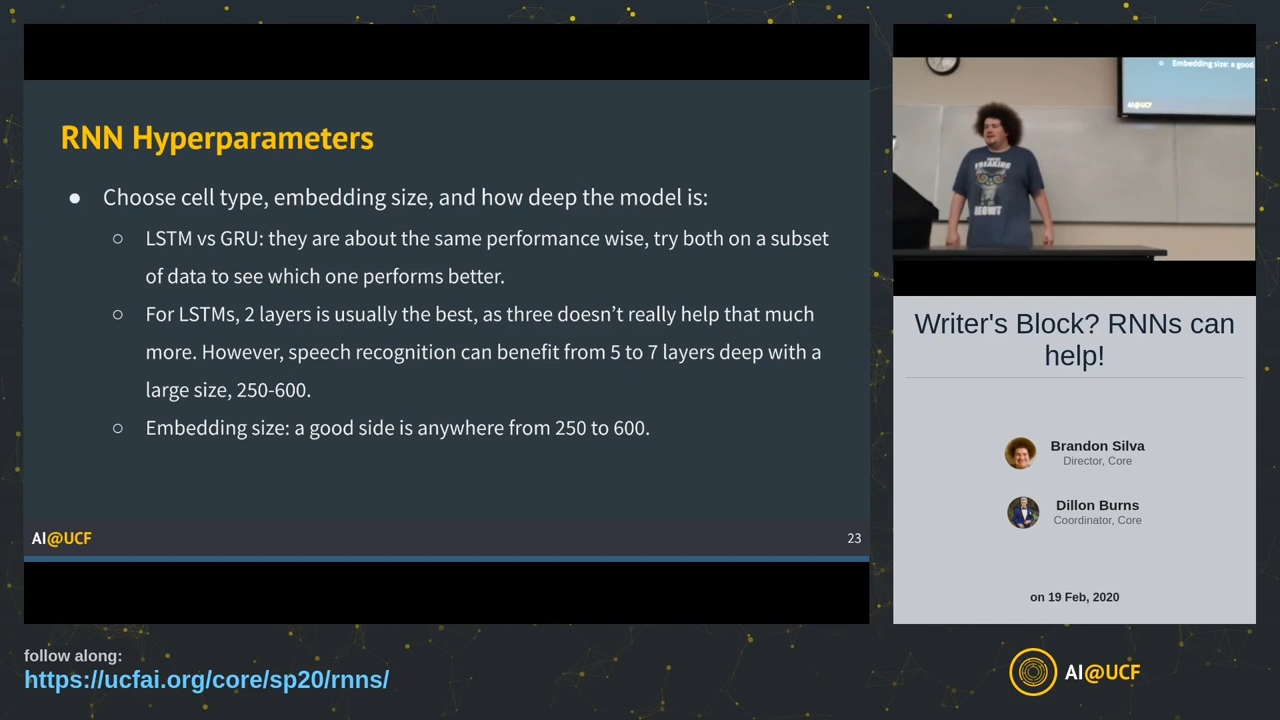 RNN Hyperparameters
● Choose cell type, embedding size, and how deep the model is:
○ LSTM vs GRU: they are about the same performance wise, try both on a subset
of data to see which one performs better.
○ For LSTMs, 2 layers is usually the best, as three doesn’t really help that much
more. However, speech recognition can benefit from 5 to 7 layers deep with a
large size, 250-600.
○ Embedding size: a good side is anywhere from 250 to 600.
AI@UCF
23
○ Embedding size: a good
AI@UCF
FREAKING
MEOWT
Writer's Block? RNNs can
help!
Brandon Silva
Director, Core
Dillon Burns
Coordinator, Core
on 19 Feb, 2020
follow along:
https://ucfai.org/core/sp20/rnns/
AI@UCF